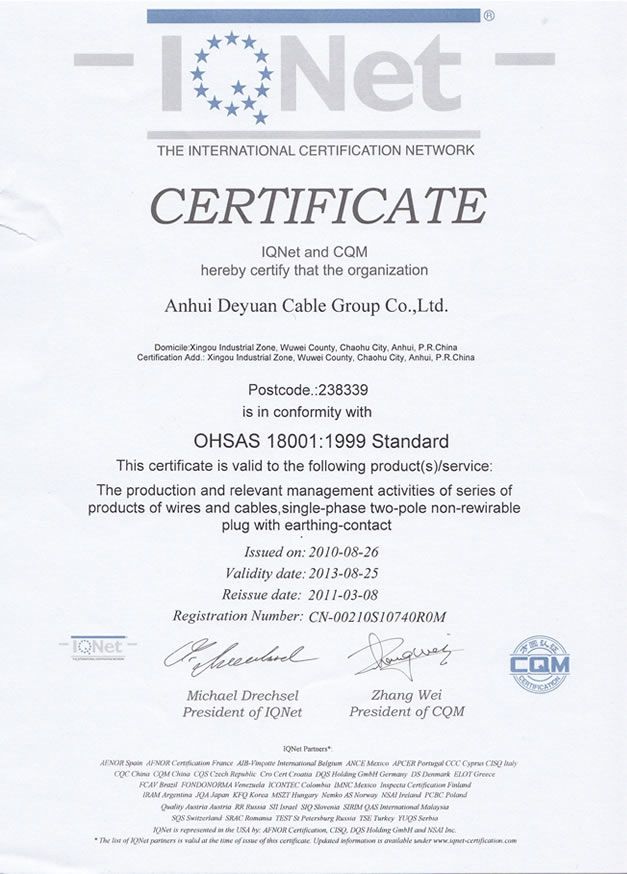 IQNet®
THE INTERNATIONAL CERTIFICATION NETWORK
CERTIFICATE
IQNet and CQM
hereby certify that the organization
Anhui Deyuan Cable Group Co.,Ltd.
Domicile:Xingou Industrial Zone, Wuwei County, Chaohu City, Anhui, P.R.China
Certification Add.: Xingou Industrial Zone, Wuwei County, Chaohu City, Anhui, P.R.China
Postcode.:238339
is in conformity with
OHSAS 18001:1999 Standard
This certificate is valid to the following product(s)/service:
The production and relevant management activities of series of
products of wires and cables,single-phase two-pole non-rewirable
plug with earthing-contact
Issued on: 2010-08-26
Validity date: 2013-08-25
Reissue date: 2011-03-08
Registration Number: CN-00210S10740R0M
IQNet
THE INTERNATIONAL CERTIFICATION NETWORK
Zhang Wei
方圆认证
CQM
CERTIFICATION
Michael Drechsel
President of IQNet
Zhang Wei
President of CQM
IQNet Partners*:
AENOR Spain AFNOR Certification France AIB-Vinçotte International Belgium ANCE Mexico APCER Portugal CCC Cyprus CISQ Italy
CQC China CQM China CQS Czech Republic Cro Cert Croatia DQS Holding GmbH Germany DS Denmark ELOT Greece
FCAV Brazil FONDONORMA Venezuela ICONTEC Colombia IMNC Mexico Inspecta Certification Finland
IRAM Argentina JQA Japan KFQ Korea MSZT Hungary Nemko AS Norway NSAI Ireland PCBC Poland
Quality Austria Austria RR Russia SII Israel SIQ Slovenia SIRIM QAS International Malaysia
SQS Switzerland SRAC Romania TEST St Petersburg Russia TSE Turkey YUQS Serbia
IQNet is represented in the USA by: AFNOR Certification, CISQ, DQS Holding GmbH and NSAI Inc.
* The list of IQNet partners is valid at the time of issue of this certificate. Updated information is available under www.iqnet-certification.com